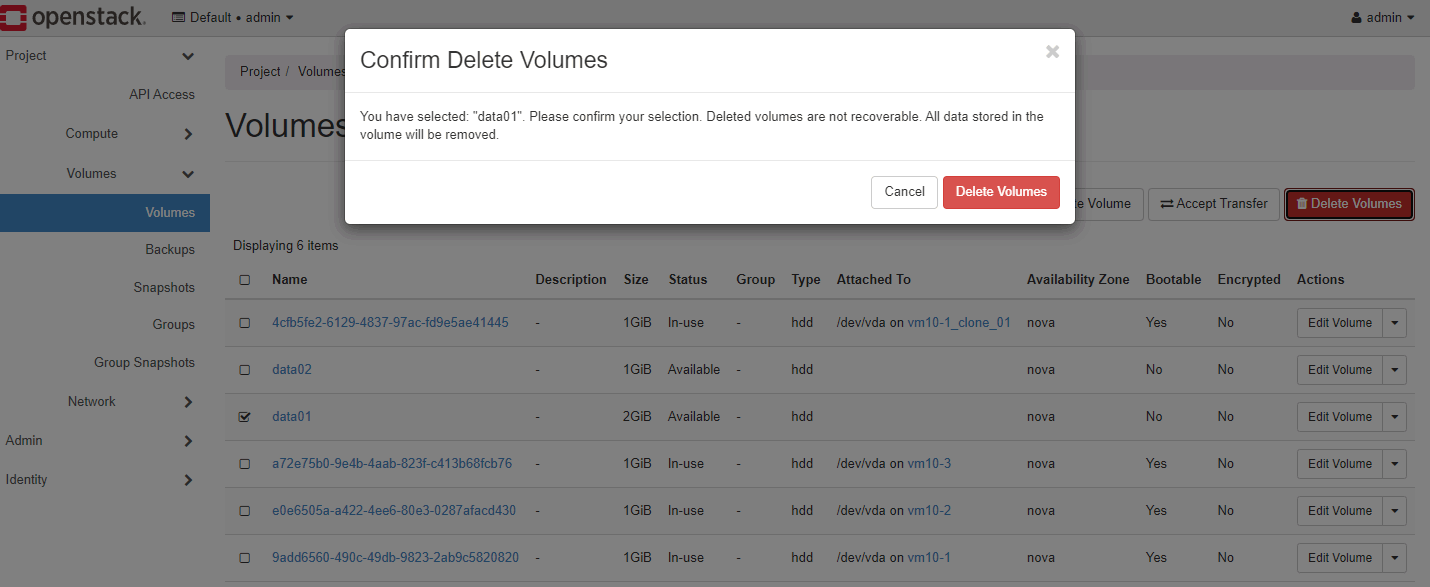 openstack. Default • admin admin
Project
API Access
Compute
Volumes
Volumes
Backups
Snapshots
Groups
Group Snapshots
Network
Admin
Identity
Project / Volumes
Volumes
Confirm Delete Volumes ×
You have selected: "data01". Please confirm your selection. Deleted volumes are not recoverable. All data stored in the
volume will be removed.
Cancel Delete Volumes
Volume Accept Transfer Delete Volumes
Displaying 6 items
Name Description Size Status Group Type Attached To Availability Zone Bootable Encrypted Actions
4cfb5fe2-6129-4837-97ac-fd9e5ae41445 - 1GiB In-use - hdd /dev/vda on vm10-1_clone_01 nova Yes No Edit Volume
data02 - 1GiB Available - hdd nova No No Edit Volume
data01 - 2GiB Available - hdd nova No No Edit Volume
a72e75b0-9e4b-4aab-823f-c413b68fcb76 - 1GiB In-use - hdd /dev/vda on vm10-3 nova Yes No Edit Volume
e0e6505a-a422-4ee6-80e3-0287afacd430 - 1GiB In-use - hdd /dev/vda on vm10-2 nova Yes No Edit Volume
9add6560-490c-49db-9823-2ab9c5820820 - 1GiB In-use - hdd /dev/vda on vm10-1 nova Yes No Edit Volume